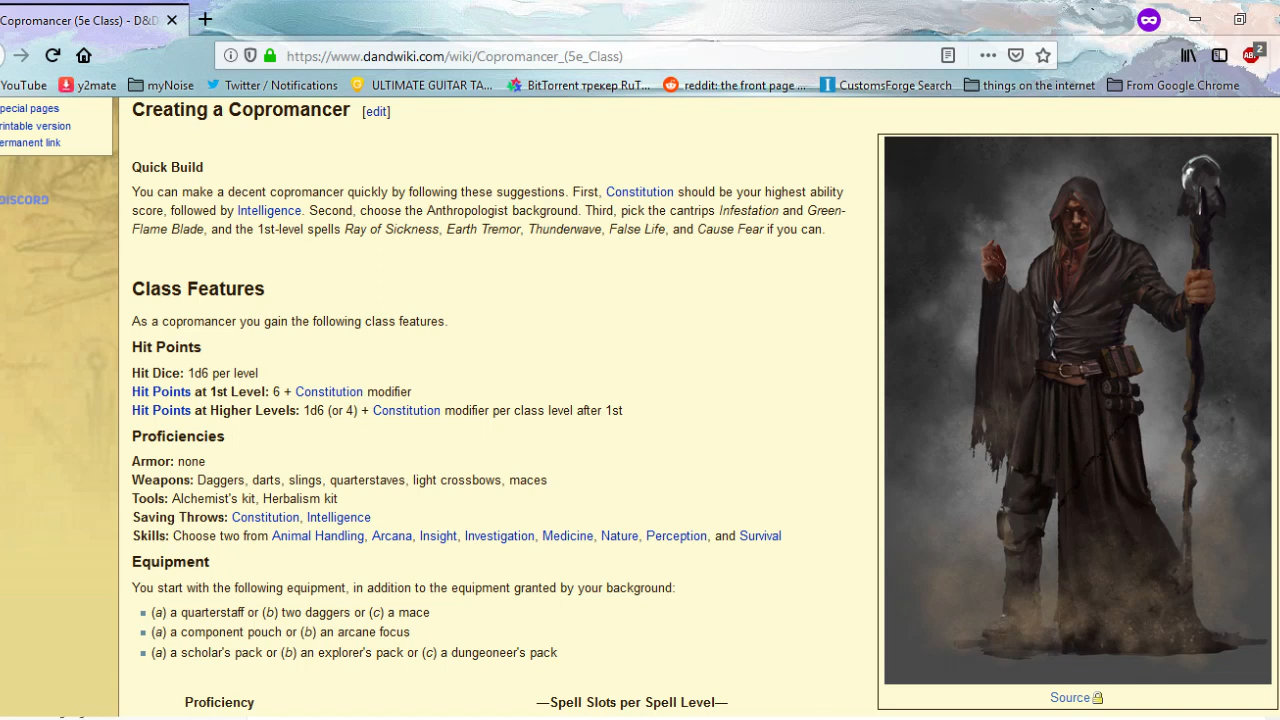 Copromancer (5e Class) - D&D
https://www.dandwiki.com/wiki/Copromancer_(5e_Class)
2
YouTube y2mate myNoise Twitter / Notifications ULTIMATE GUITAR TA... BitTorrent трекер RuT... reddit: the front page ... CustomsForge Search things on the internet From Google Chrome
pecial pages
rintable version
ermanent link
DISCORD
Creating a Copromancer [edit]
Quick Build
You can make a decent copromancer quickly by following these suggestions. First, Constitution should be your highest ability
score, followed by Intelligence. Second, choose the Anthropologist background. Third, pick the cantrips Infestation and Green-
Flame Blade, and the 1st-level spells Ray of Sickness, Earth Tremor, Thunderwave, False Life, and Cause Fear if you can.
Class Features
As a copromancer you gain the following class features.
Hit Points
Hit Dice: 1d6 per level
Hit Points at 1st Level: 6 + Constitution modifier
Hit Points at Higher Levels: 1d6 (or 4) + Constitution modifier per class level after 1st
Proficiencies
Armor: none
Weapons: Daggers, darts, slings, quarterstaves, light crossbows, maces
Tools: Alchemist's kit, Herbalism kit
Saving Throws: Constitution, Intelligence
Skills: Choose two from Animal Handling, Arcana, Insight, Investigation, Medicine, Nature, Perception, and Survival
Equipment
You start with the following equipment, in addition to the equipment granted by your background:
(a) a quarterstaff or (b) two daggers or (c) a mace
(a) a component pouch or (b) an arcane focus
(a) a scholar's pack or (b) an explorer's pack or (c) a dungeoneer's pack
Proficiency —Spell Slots per Spell Level—
Source